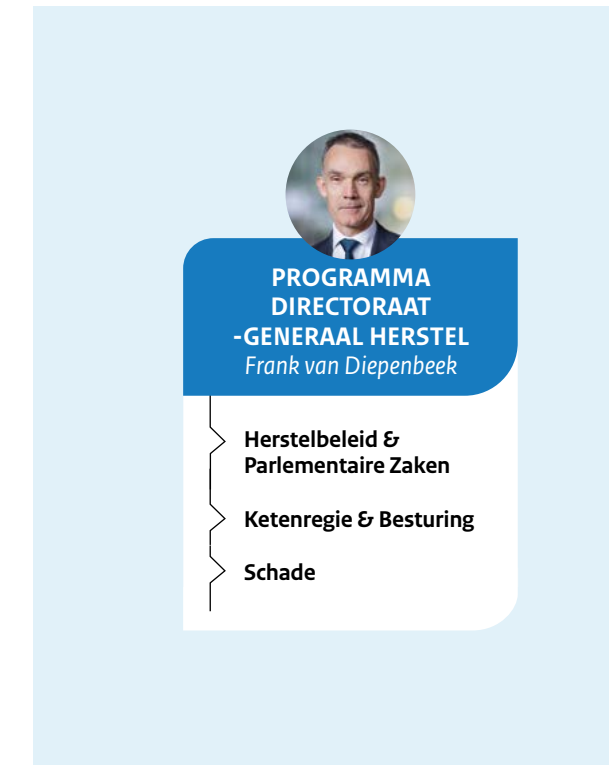 PROGRAMMA
DIRECTORAAT
-GENERAAL HERSTEL
Frank van Diepenbeek
Herstelbeleid &
Parlementaire Zaken
Ketenregie & Besturing
Schade